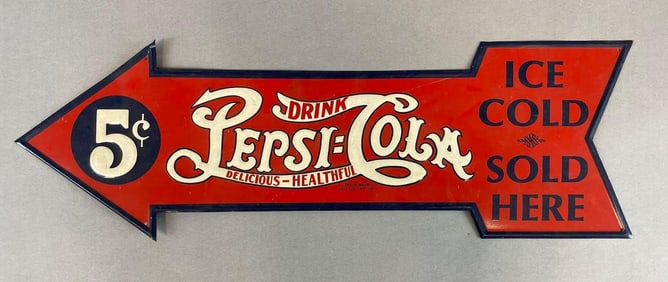 5¢
DRINK
PEPSI=COLA
DELICIOUS-HEALTHFUL
ICE
COLD
SOLD
HERE